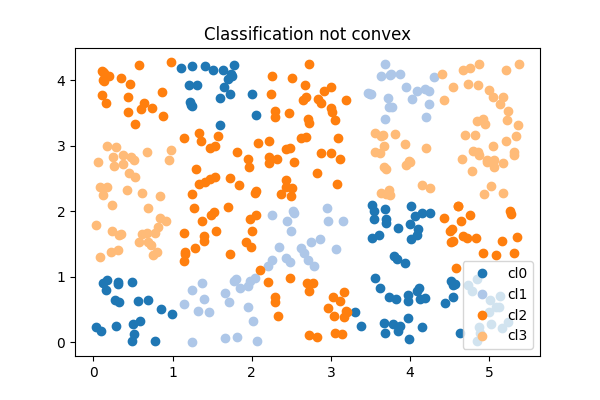 Classification not convex
4
3
2
1
0
0 1 2 3 4 5
cl0
cl1
cl2
cl3